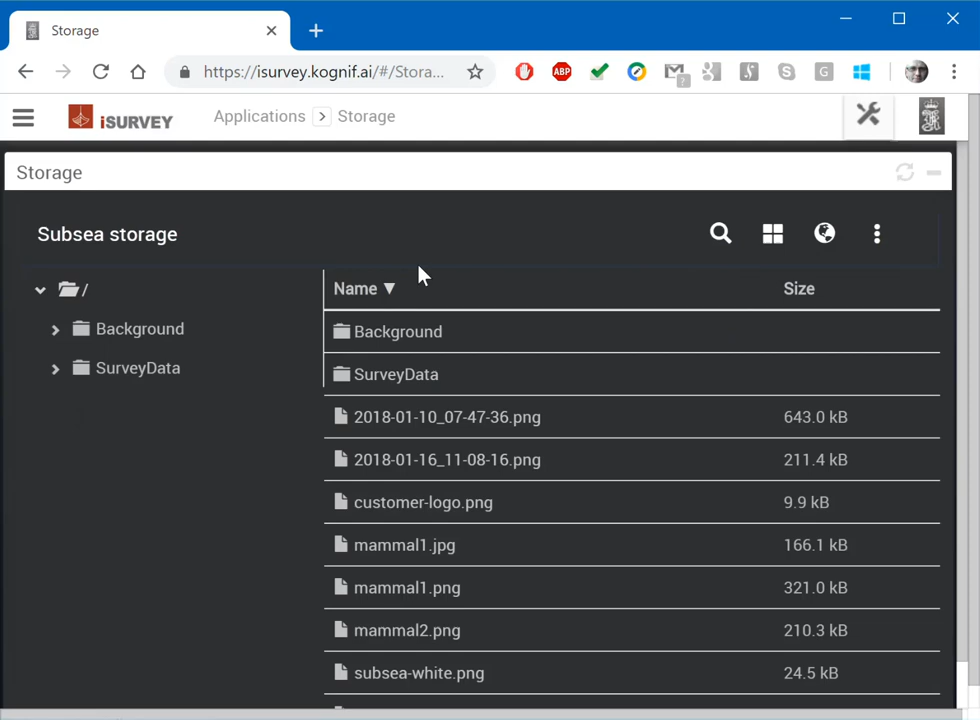 Storage
https://isurvey.kognif.ai/#/Stora...
ABP
?
G
iSURVEY
Applications > Storage
Storage
Subsea storage
/
Background
SurveyData
Name ▼ Size
Background
SurveyData
2018-01-10_07-47-36.png 643.0 kB
2018-01-16_11-08-16.png 211.4 kB
customer-logo.png 9.9 kB
mammal1.jpg 166.1 kB
mammal1.png 321.0 kB
mammal2.png 210.3 kB
subsea-white.png 24.5 kB